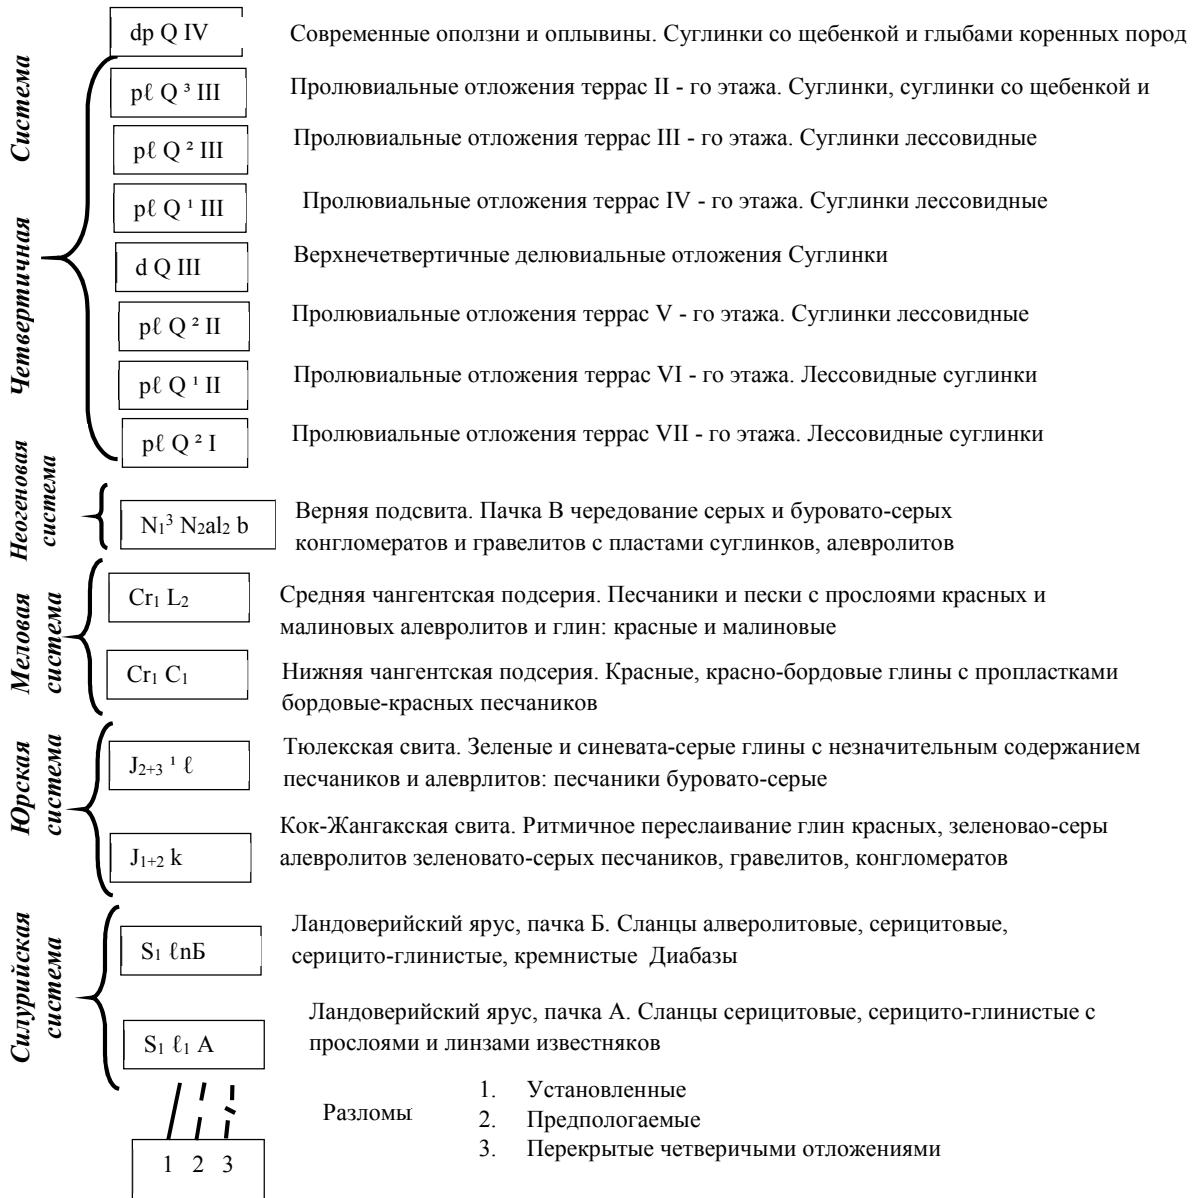 Система
Четвертичная
dp Q IV
Современные оползни и оплывины. Суглинки со щебенкой и глыбами коренных пород
pℓ Q ³ III
Пролювиальные отложения террас II - го этажа. Суглинки, суглинки со щебенкой и
pℓ Q ² III
Пролювиальные отложения террас III - го этажа. Суглинки лессовидные
pℓ Q ¹ III
Пролювиальные отложения террас IV - го этажа. Суглинки лессовидные
d Q III
Верхнечетвертичные делювиальные отложения Суглинки
pℓ Q ² II
Пролювиальные отложения террас V - го этажа. Суглинки лессовидные
pℓ Q ¹ II
Пролювиальные отложения террас VI - го этажа. Лессовидные суглинки
pℓ Q ² I
Пролювиальные отложения террас VII - го этажа. Лессовидные суглинки
Неогеновая
система
N₁³ N₂al₂ b
Верняя подсвита. Пачка В чередование серых и буровато-серых
конгломератов и гравелитов с пластами суглинков, алевролитов
Меловая
система
Cr₁ L₂
Средняя чангентская подсерия. Песчаники и пески с прослоями красных и
малиновых алевролитов и глин: красные и малиновые
Cr₁ C₁
Нижняя чангентская подсерия. Красные, красно-бордовые глины с пропластками
бордовые-красных песчаников
Юрская
система
J₂₊₃ ¹ ℓ
Тюлекская свита. Зеленые и синевата-серые глины с незначительным содержанием
песчаников и алеврлитов: песчаники буровато-серые
J₁₊₂ k
Кок-Жангакская свита. Ритмичное переслаивание глин красных, зеленовао-серы
алевролитов зеленовато-серых песчаников, гравелитов, конгломератов
Силурийская
система
S₁ ℓnБ
Ландоверийский ярус, пачка Б. Сланцы алверолитовые, серицитовые,
серицито-глинистые, кремнистые Диабазы
S₁ ℓ₁ А
Ландоверийский ярус, пачка А. Сланцы серицитовые, серицито-глинистые с
прослоями и линзами известняков
1 2 3
Разломы
1. Установленные
2. Предпологаемые
3. Перекрытые четверичыми отложениями